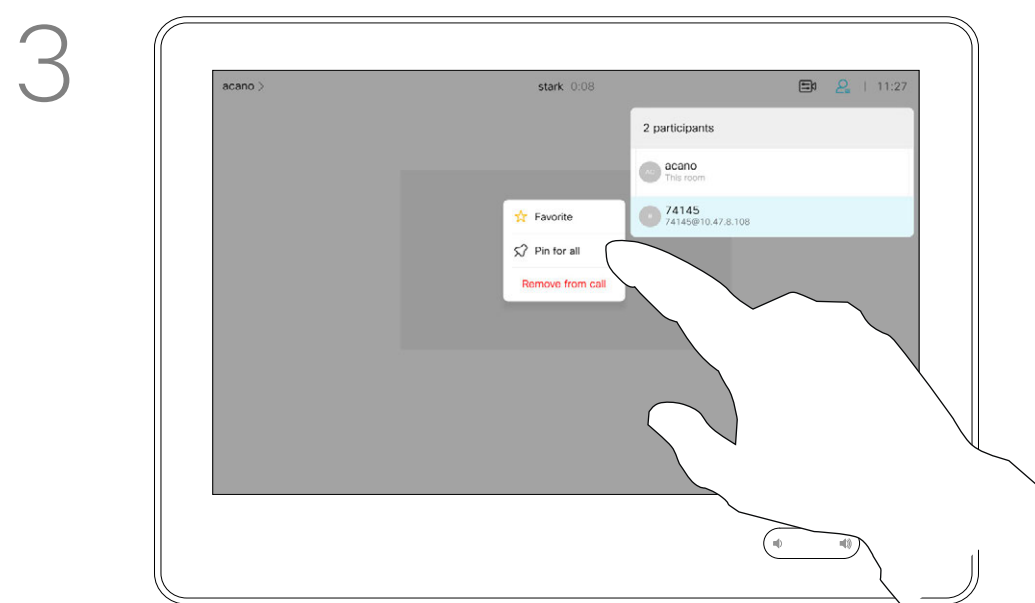 3
acano >
stark 0:08
11:27
2 participants
AC
acano
This room
74145
74145@10.47.8.108
Favorite
Pin for all
Remove from call